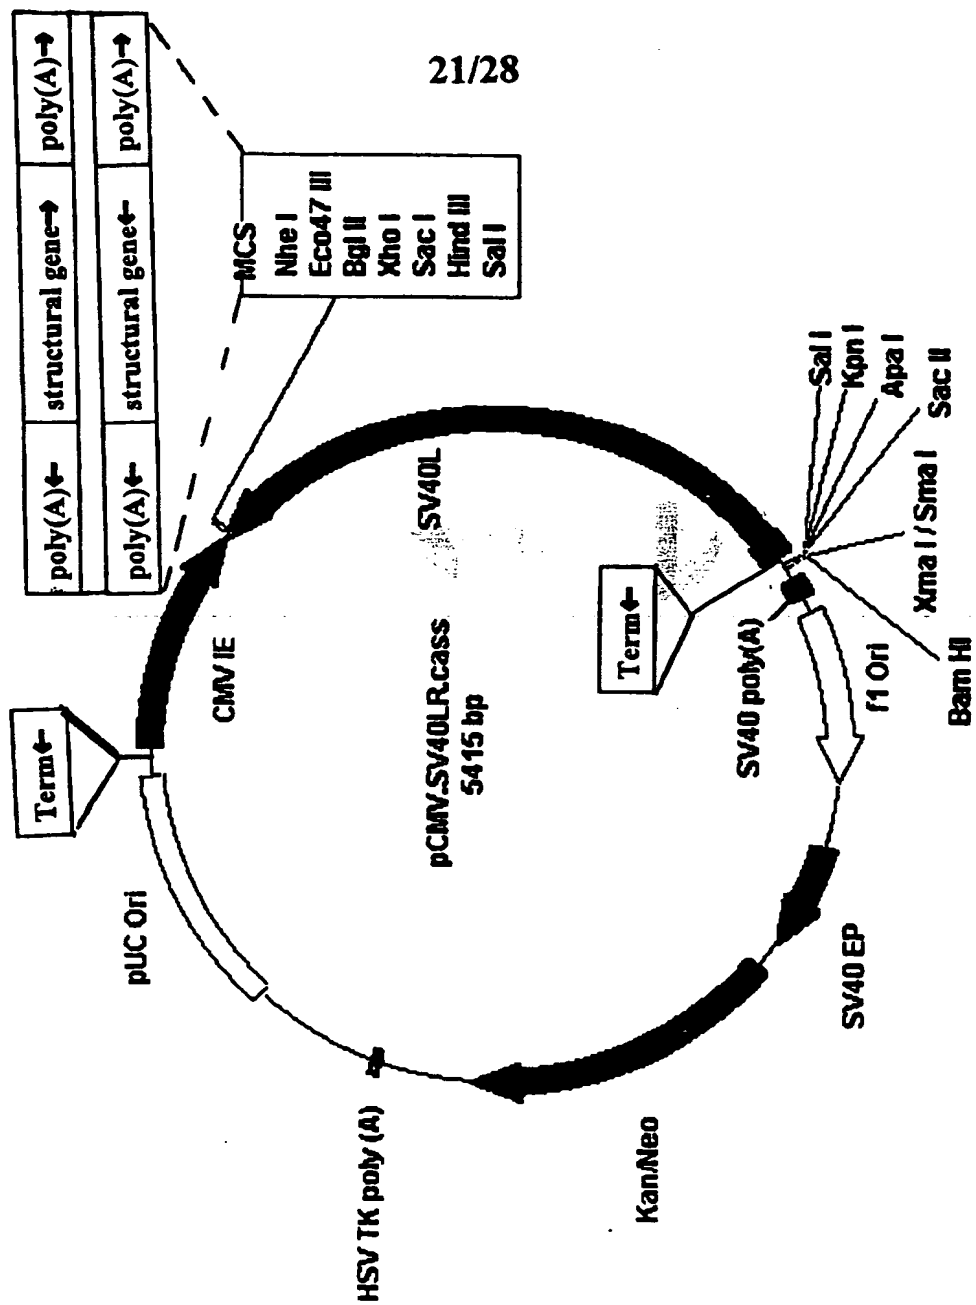 21/28
poly(A)← structural gene→ poly(A)→
poly(A)← structural gene← poly(A)→
MCS
Nhe I
Eco47 III
Bgl II
Xho I
Sac I
Hind III
Sal I
Term←
pUC Ori
CMV IE
SV40L
pCMV.SV40LR.cass
5415 bp
HSV TK poly (A)
Term←
Sal I
Kpn I
Apa I
Sac II
Xma I / Sma I
Bam HI
SV40 poly(A)
f1 Ori
SV40 EP
Kan/Neo